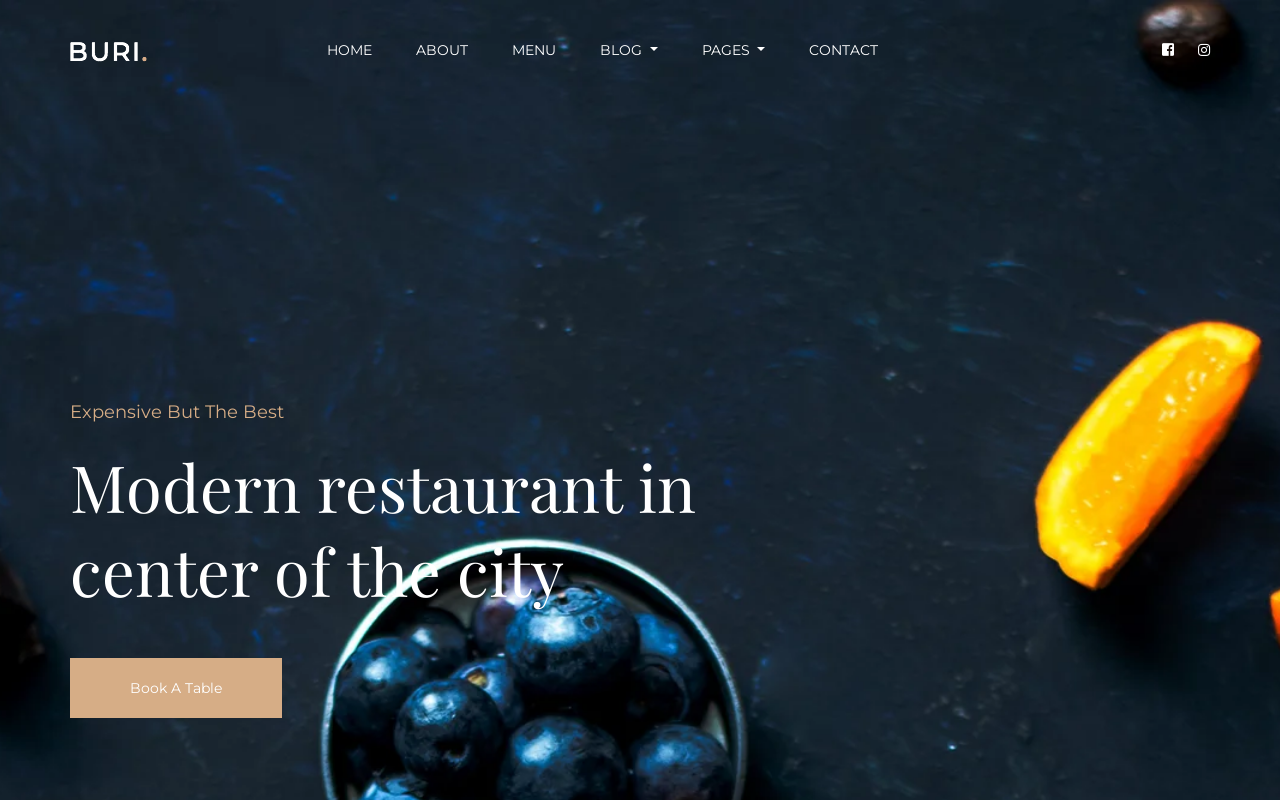 BURI.
HOME
ABOUT
MENU
BLOG
PAGES
CONTACT
Expensive But The Best
Modern restaurant in
center of the city
Book A Table